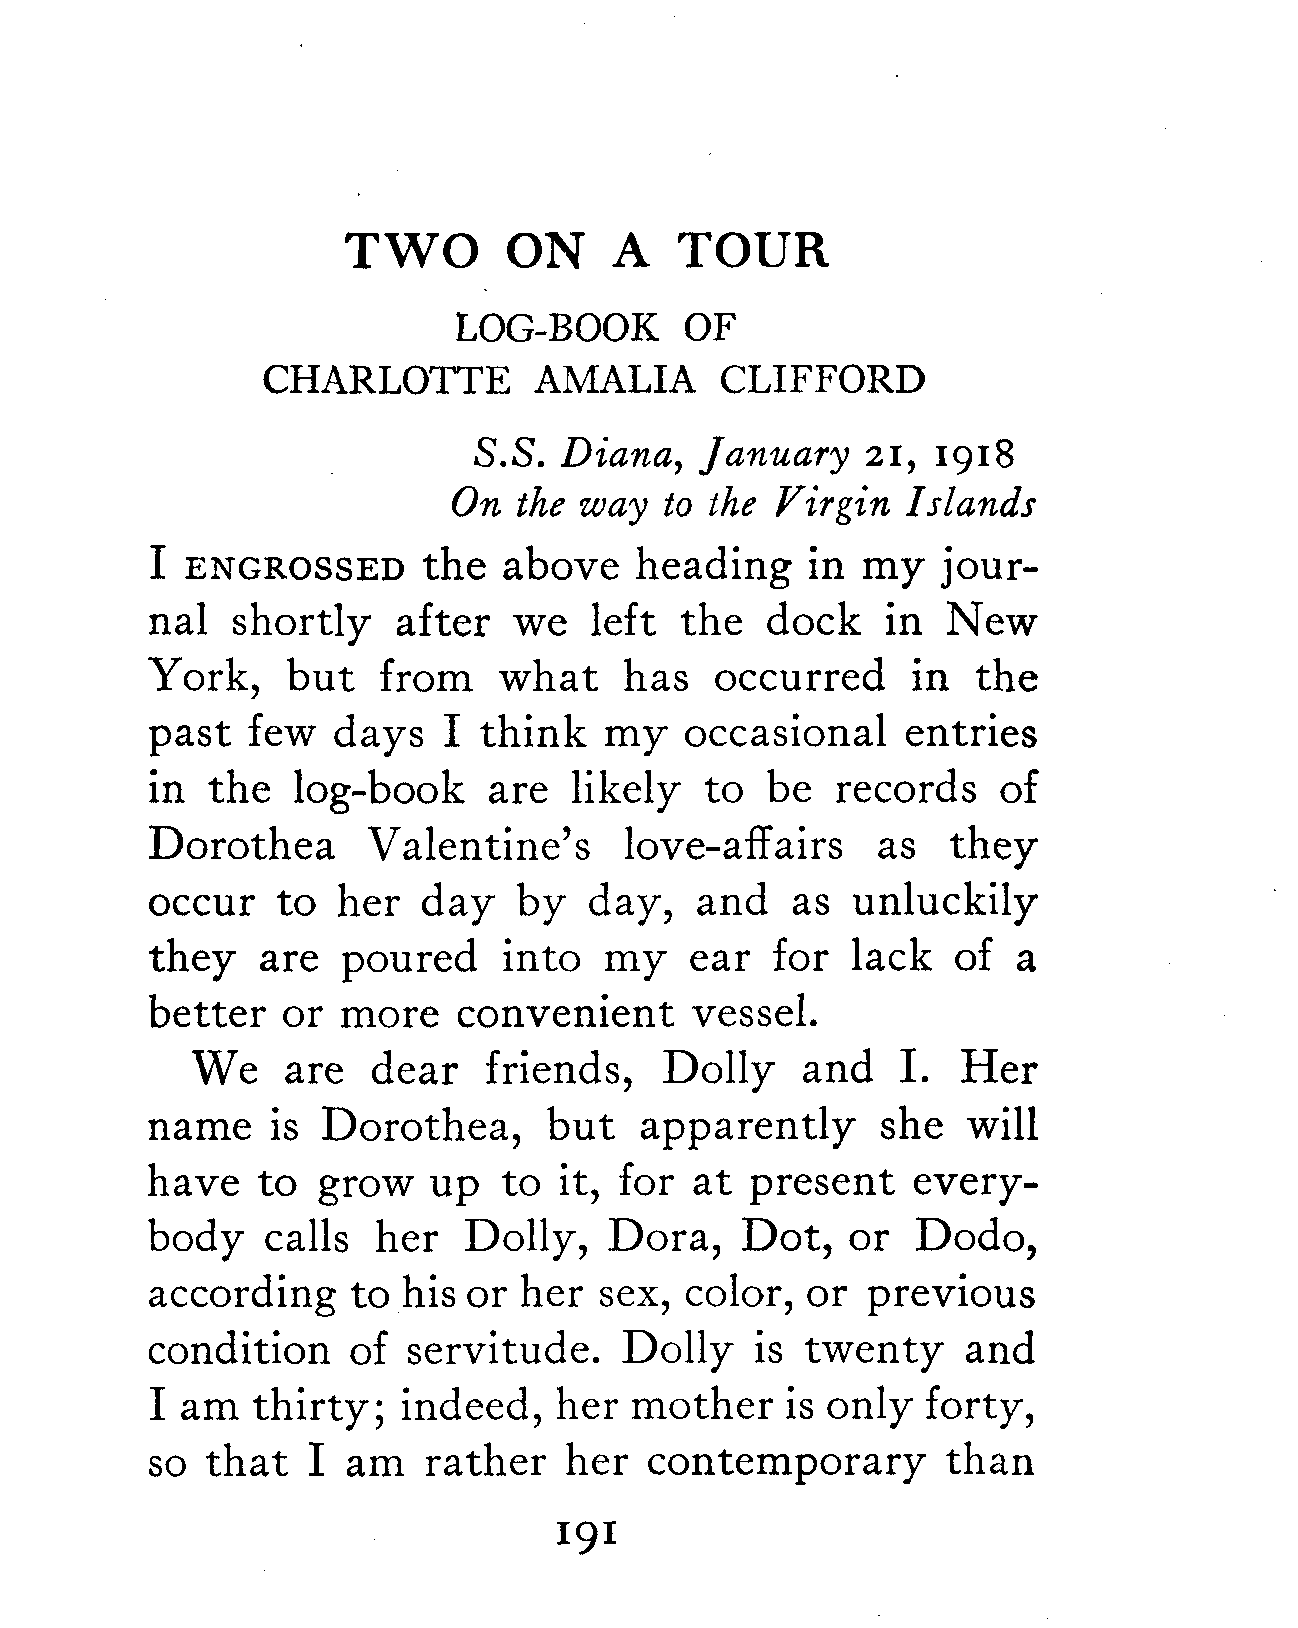 TWO ON A TOUR
LOG-BOOK OF
CHARLOTTE AMALIA CLIFFORD
S.S. Diana, January 21, 1918
On the way to the Virgin Islands
I ENGROSSED the above heading in my jour-
nal shortly after we left the dock in New
York, but from what has occurred in the
past few days I think my occasional entries
in the log-book are likely to be records of
Dorothea Valentine's love-affairs as they
occur to her day by day, and as unluckily
they are poured into my ear for lack of a
better or more convenient vessel.
We are dear friends, Dolly and I. Her
name is Dorothea, but apparently she will
have to grow up to it, for at present every-
body calls her Dolly, Dora, Dot, or Dodo,
according to his or her sex, color, or previous
condition of servitude. Dolly is twenty and
I am thirty; indeed, her mother is only forty,
so that I am rather her contemporary than
191